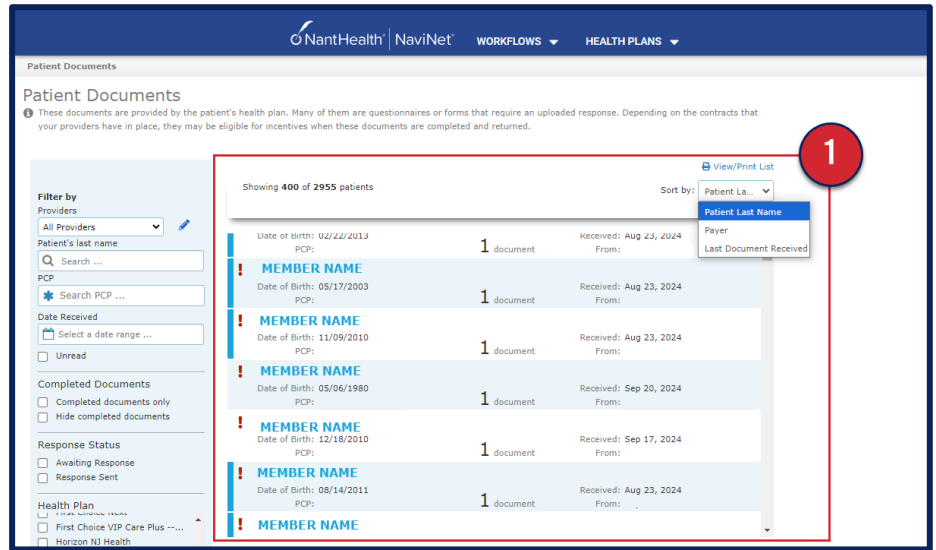 NantHealth® NaviNet® WORKFLOWS HEALTH PLANS
Patient Documents
Patient Documents
These documents are provided by the patient's health plan. Many of them are questionnaires or forms that require an uploaded response. Depending on the contracts that
your providers have in place, they may be eligible for incentives when these documents are completed and returned.
1
View/Print List
Showing 400 of 2955 patients
Sort by: Patient La...
Patient Last Name
Payer
Last Document Received
Filter by
Providers
All Providers
Patient's last name
Search ...
PCP
Search PCP ...
Date Received
Select a date range ...
Unread
Completed Documents
Completed documents only
Hide completed documents
Response Status
Awaiting Response
Response Sent
Health Plan
First Choice Next
First Choice VIP Care Plus --...
Horizon NJ Health
Date of Birth: 02/22/2013 Received: Aug 23, 2024
PCP: 1 document From:
! MEMBER NAME
Date of Birth: 05/17/2003 Received: Aug 23, 2024
PCP: 1 document From:
! MEMBER NAME
Date of Birth: 11/09/2010 Received: Aug 23, 2024
PCP: 1 document From:
! MEMBER NAME
Date of Birth: 05/06/1980 Received: Sep 20, 2024
PCP: 1 document From:
! MEMBER NAME
Date of Birth: 12/18/2010 Received: Sep 17, 2024
PCP: 1 document From:
! MEMBER NAME
Date of Birth: 08/14/2011 Received: Aug 23, 2024
PCP: 1 document From:
! MEMBER NAME